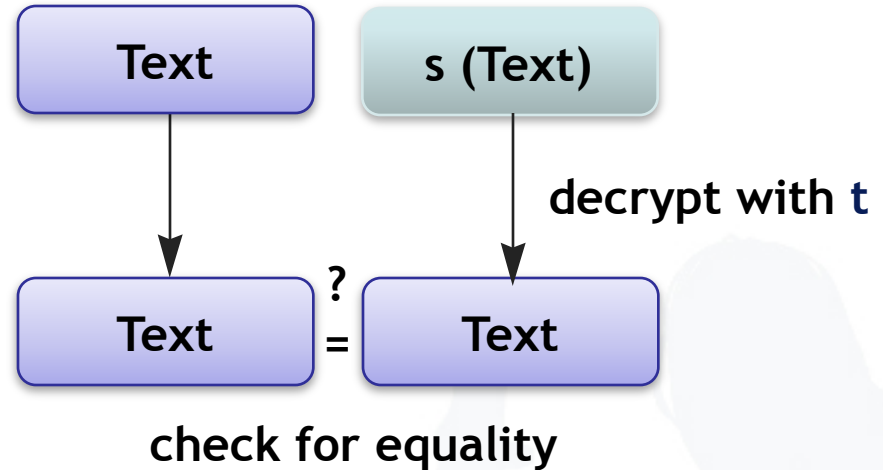 Text
s (Text)
decrypt with t
Text
?
=
Text
check for equality